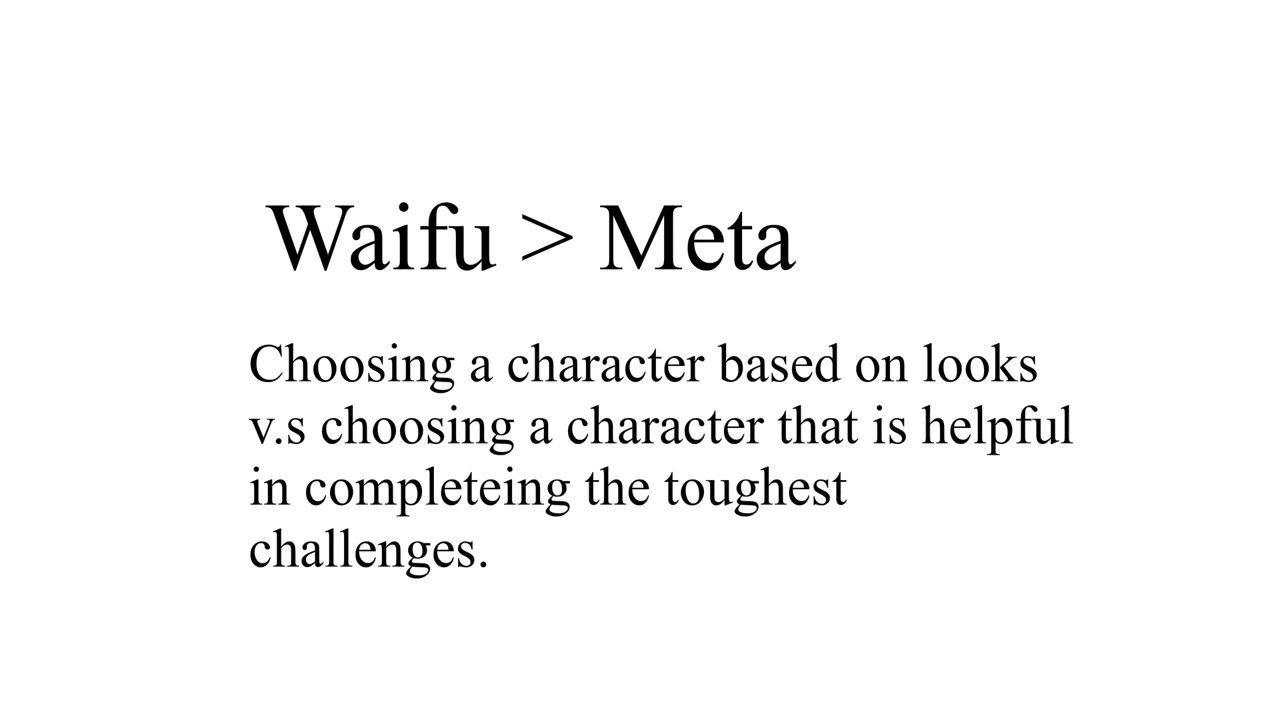 Waifu > Meta
Choosing a character based on looks
v.s choosing a character that is helpful
in completeing the toughest
challenges.